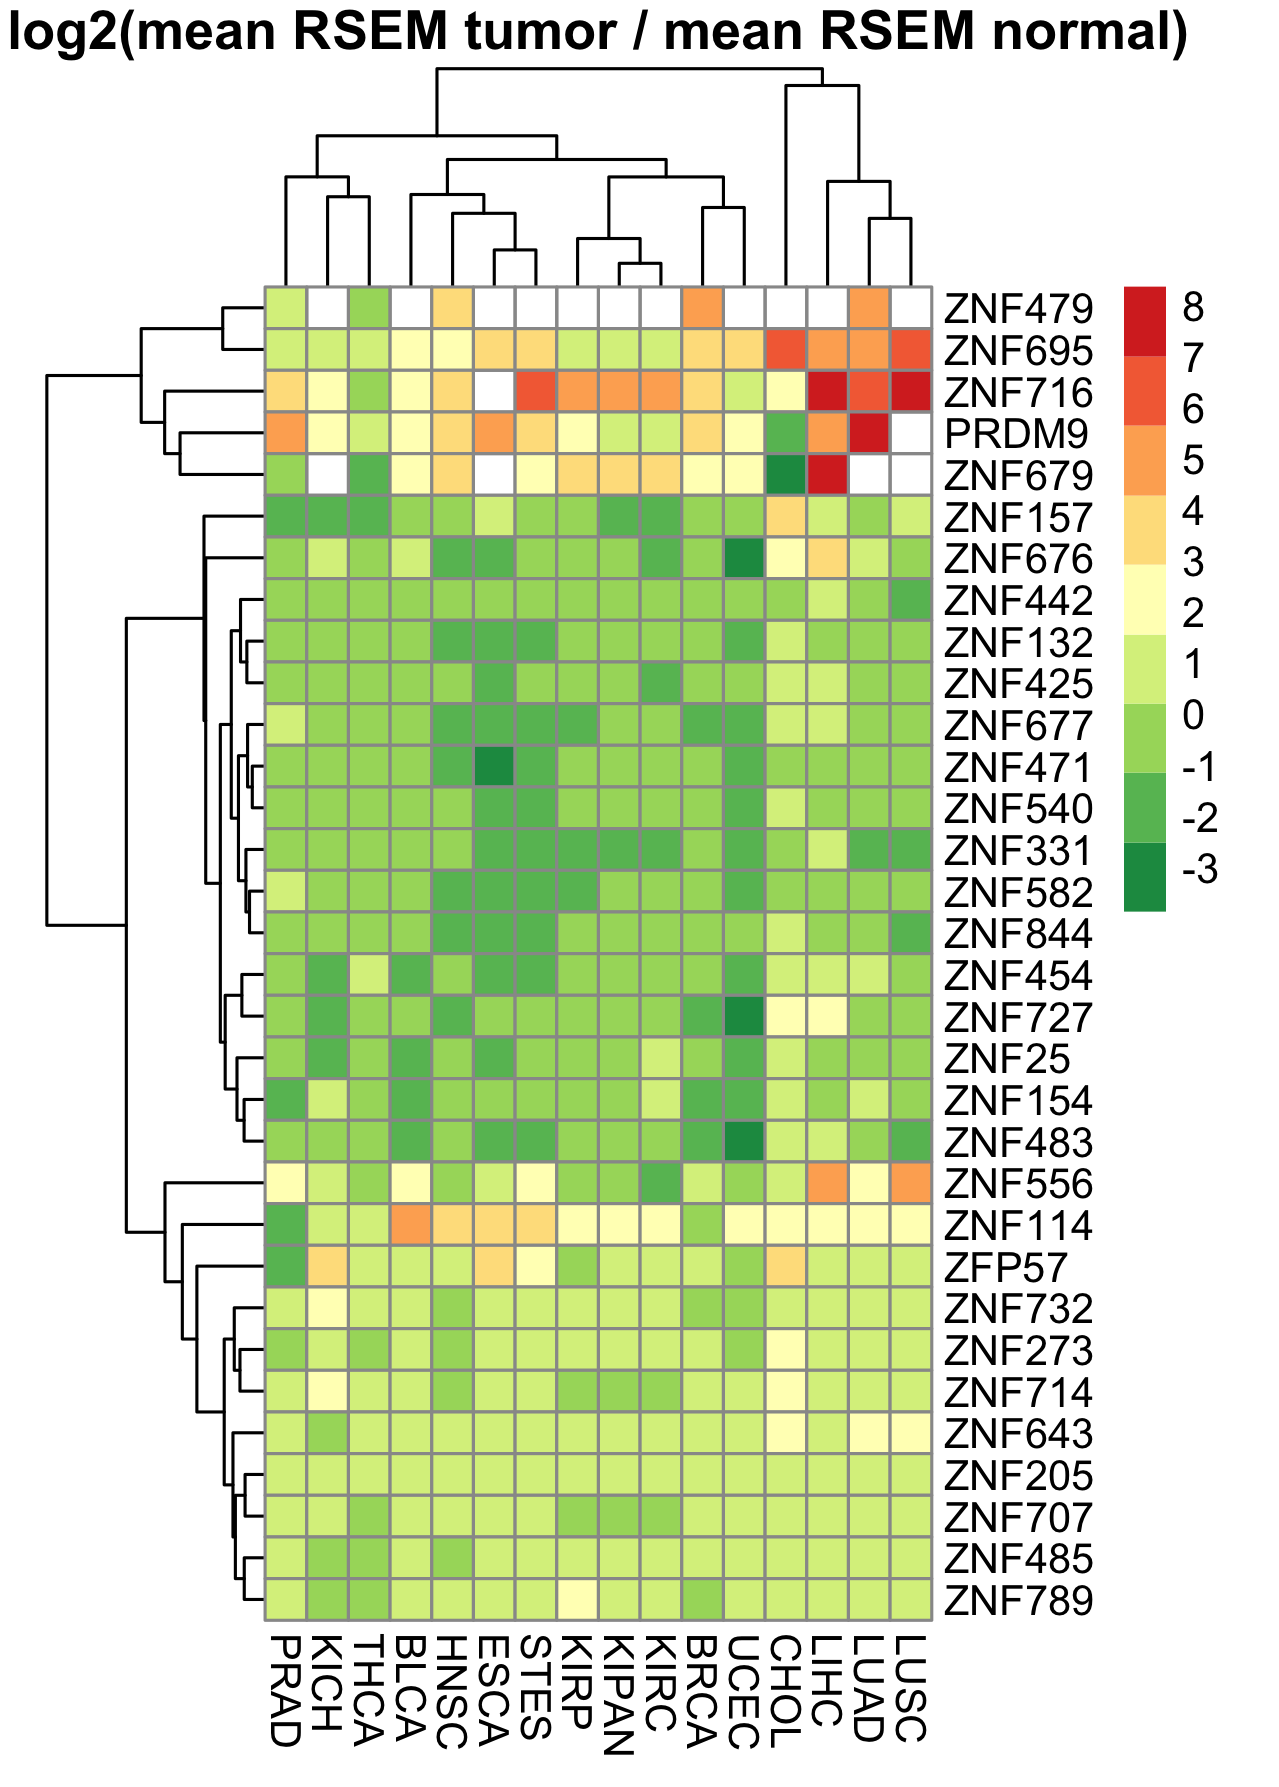 log2(mean RSEM tumor / mean RSEM normal)
ZNF479
ZNF695
ZNF716
PRDM9
ZNF679
ZNF157
ZNF676
ZNF442
ZNF132
ZNF425
ZNF677
ZNF471
ZNF540
ZNF331
ZNF582
ZNF844
ZNF454
ZNF727
ZNF25
ZNF154
ZNF483
ZNF556
ZNF114
ZFP57
ZNF732
ZNF273
ZNF714
ZNF643
ZNF205
ZNF707
ZNF485
ZNF789
8
7
6
5
4
3
2
1
0
-1
-2
-3
PRAD
KICH
THCA
BLCA
HNSC
ESCA
STES
KIRP
KIPAN
KIRC
BRCA
UCEC
CHOL
LIHC
LUAD
LUSC